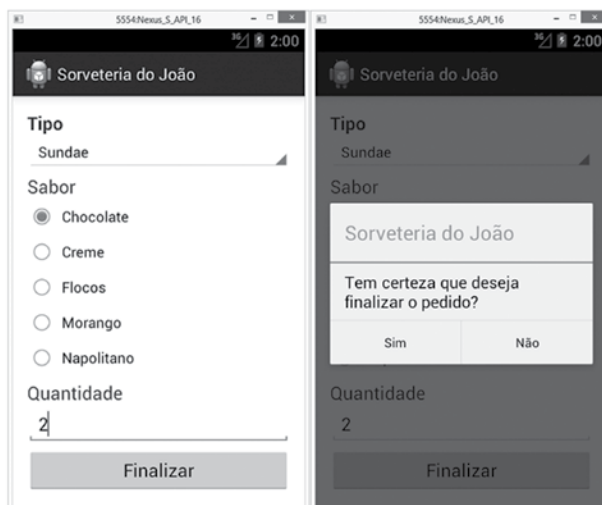 5554:Nexus_S_API_16
3G 2:00
Sorveteria do João
Tipo
Sundae
Sabor
Chocolate
Creme
Flocos
Morango
Napolitano
Quantidade
2
Finalizar
5554:Nexus_S_API_16
3G 2:00
Sorveteria do João
Tipo
Sundae
Sabor
Sorveteria do João
Tem certeza que deseja
finalizar o pedido?
Sim Não
Quantidade
2
Finalizar